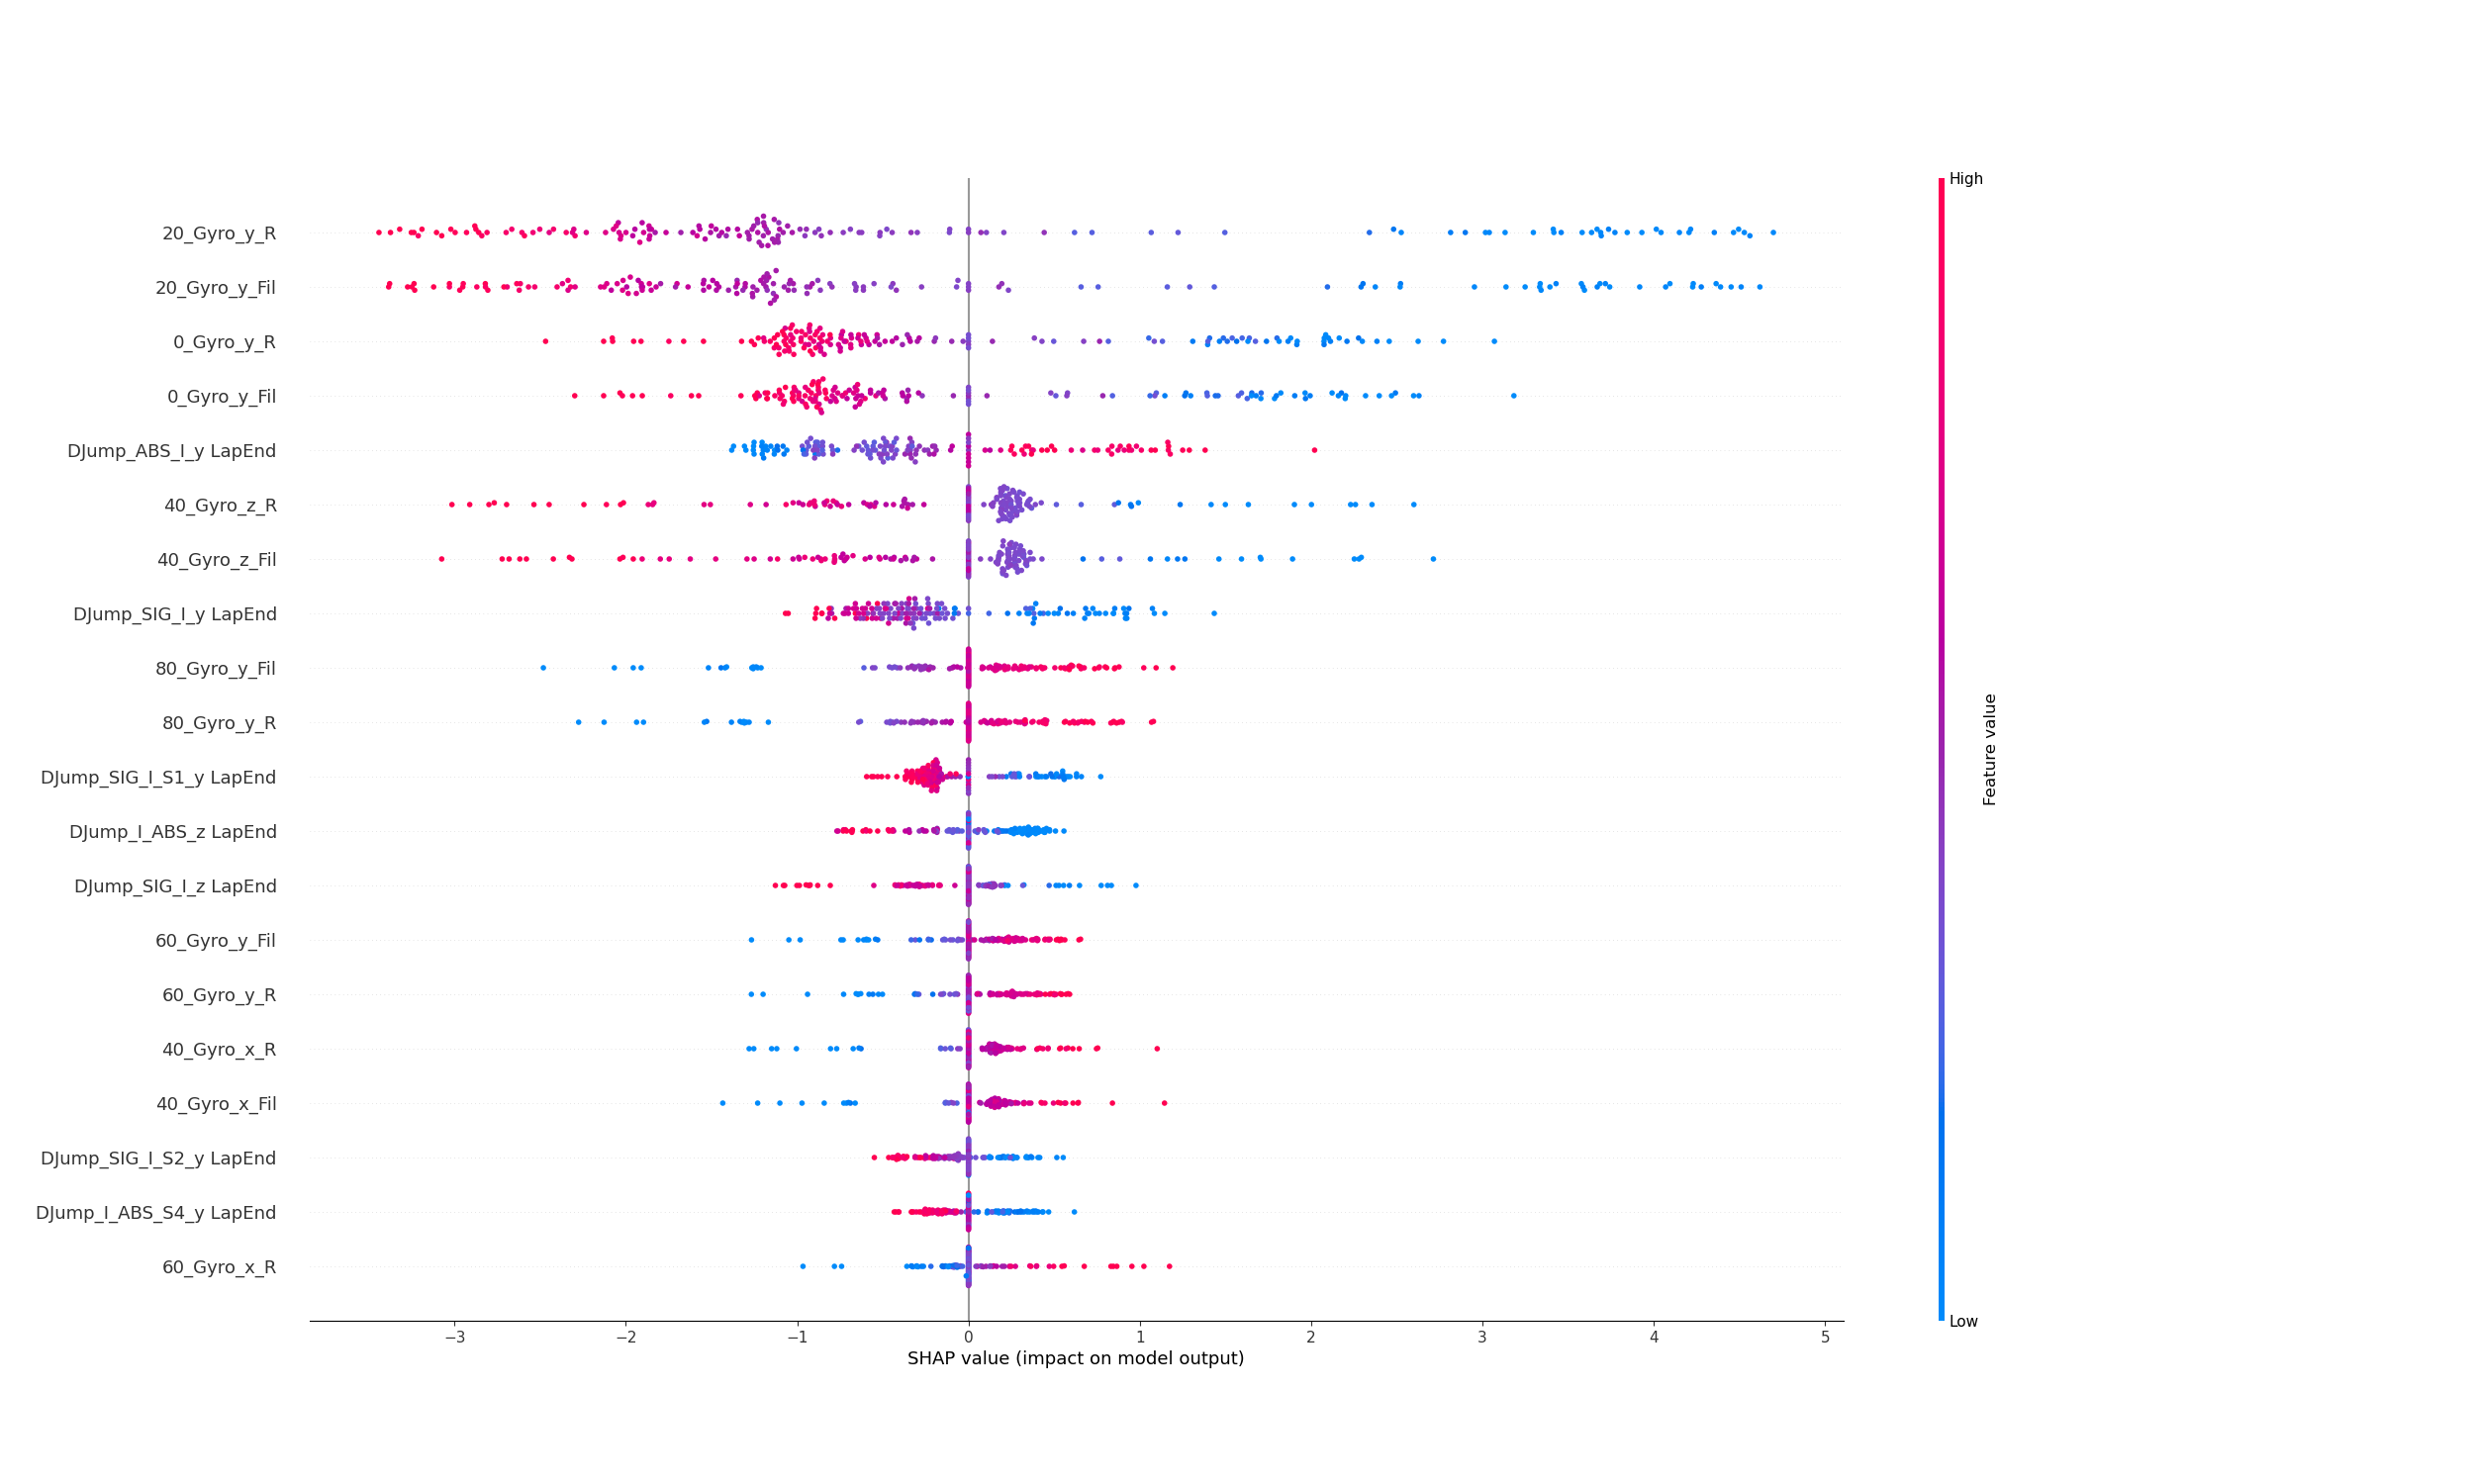 High
20_Gyro_y_R
20_Gyro_y_Fil
0_Gyro_y_R
0_Gyro_y_Fil
DJump_ABS_I_y LapEnd
40_Gyro_z_R
40_Gyro_z_Fil
DJump_SIG_I_y LapEnd
80_Gyro_y_Fil
80_Gyro_y_R
DJump_SIG_I_S1_y LapEnd
DJump_I_ABS_z LapEnd
DJump_SIG_I_z LapEnd
60_Gyro_y_Fil
60_Gyro_y_R
40_Gyro_x_R
40_Gyro_x_Fil
DJump_SIG_I_S2_y LapEnd
DJump_I_ABS_S4_y LapEnd
60_Gyro_x_R
Feature value
Low
−3 −2 −1 0 1 2 3 4 5
SHAP value (impact on model output)